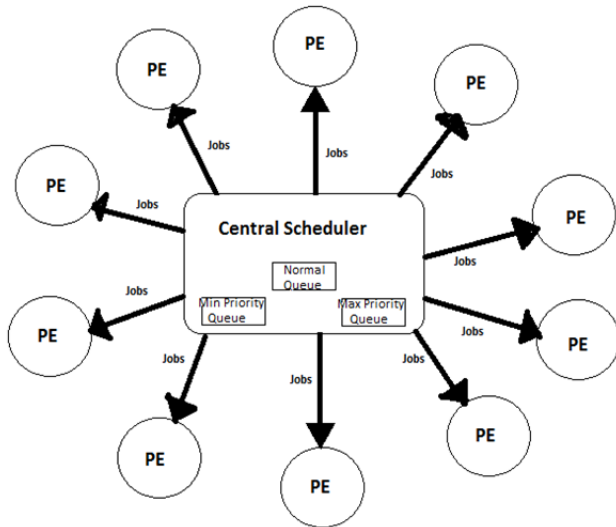 PE
PE
PE
Jobs
Jobs
Jobs
PE
Jobs
PE
Central Scheduler
Jobs
Normal
Queue
Jobs
Min Priority
Queue
Max Priority
Queue
PE
Jobs
PE
Jobs
Jobs
Jobs
PE
PE
PE